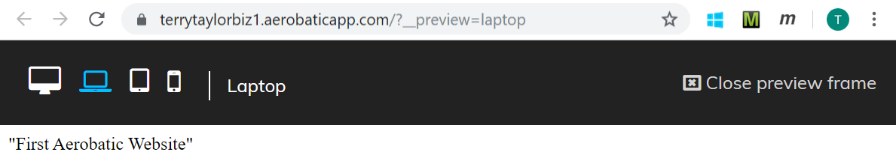 terrytaylorbiz1.aerobaticapp.com/?__preview=laptop M m T
Laptop Close preview frame
"First Aerobatic Website"